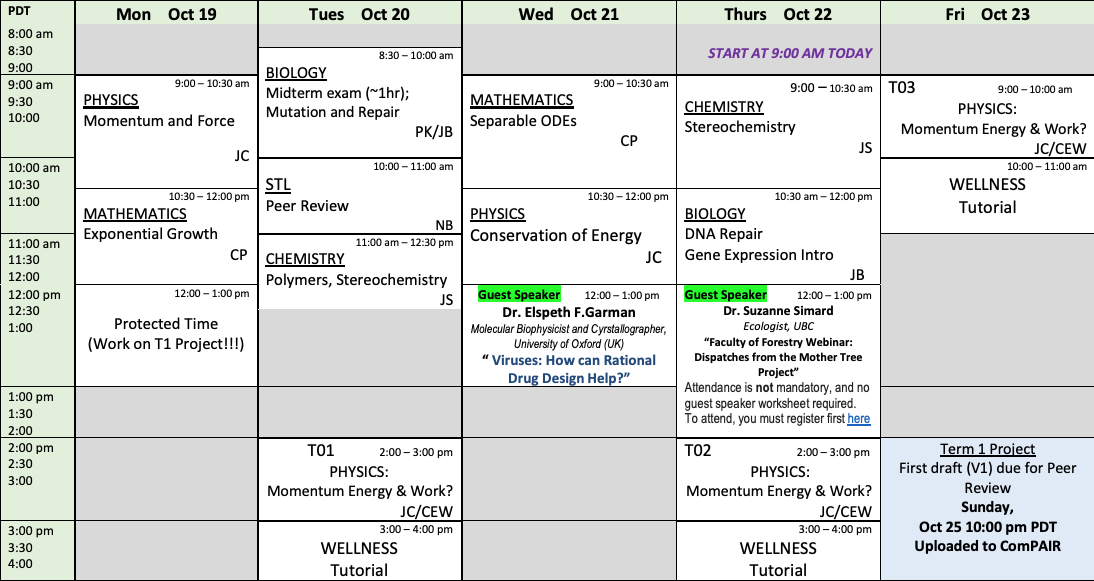 PDT
Mon Oct 19
Tues Oct 20
Wed Oct 21
Thurs Oct 22
Fri Oct 23
8:00 am
8:30
9:00
9:00 am
9:30
10:00
10:00 am
10:30
11:00
11:00 am
11:30
12:00
12:00 pm
12:30
1:00
1:00 pm
1:30
2:00
2:00 pm
2:30
3:00
3:00 pm
3:30
4:00
9:00 – 10:30 am
PHYSICS
Momentum and Force
JC
10:30 – 12:00 pm
MATHEMATICS
Exponential Growth
CP
12:00 – 1:00 pm
Protected Time
(Work on T1 Project!!!)
8:30 – 10:00 am
BIOLOGY
Midterm exam (~1hr);
Mutation and Repair
PK/JB
10:00 – 11:00 am
STL
Peer Review
NB
11:00 am – 12:30 pm
CHEMISTRY
Polymers, Stereochemistry
JS
T01 2:00 – 3:00 pm
PHYSICS:
Momentum Energy & Work?
JC/CEW
3:00 – 4:00 pm
WELLNESS
Tutorial
9:00 – 10:30 am
MATHEMATICS
Separable ODEs
CP
10:30 – 12:00 pm
PHYSICS
Conservation of Energy
JC
Guest Speaker 12:00 – 1:00 pm
Dr. Elspeth F.Garman
Molecular Biophysicist and Cyrstallographer,
University of Oxford (UK)
“ Viruses: How can Rational
Drug Design Help?”
START AT 9:00 AM TODAY
9:00 – 10:30 am
CHEMISTRY
Stereochemistry
JS
10:30 am – 12:00 pm
BIOLOGY
DNA Repair
Gene Expression Intro
JB
Guest Speaker 12:00 – 1:00 pm
Dr. Suzanne Simard
Ecologist, UBC
“Faculty of Forestry Webinar:
Dispatches from the Mother Tree
Project”
Attendance is not mandatory, and no
guest speaker worksheet required.
To attend, you must register first here
T02 2:00 – 3:00 pm
PHYSICS:
Momentum Energy & Work?
JC/CEW
3:00 – 4:00 pm
WELLNESS
Tutorial
T03 9:00 – 10:00 am
PHYSICS:
Momentum Energy & Work?
JC/CEW
10:00 – 11:00 am
WELLNESS
Tutorial
Term 1 Project
First draft (V1) due for Peer
Review
Sunday,
Oct 25 10:00 pm PDT
Uploaded to ComPAIR